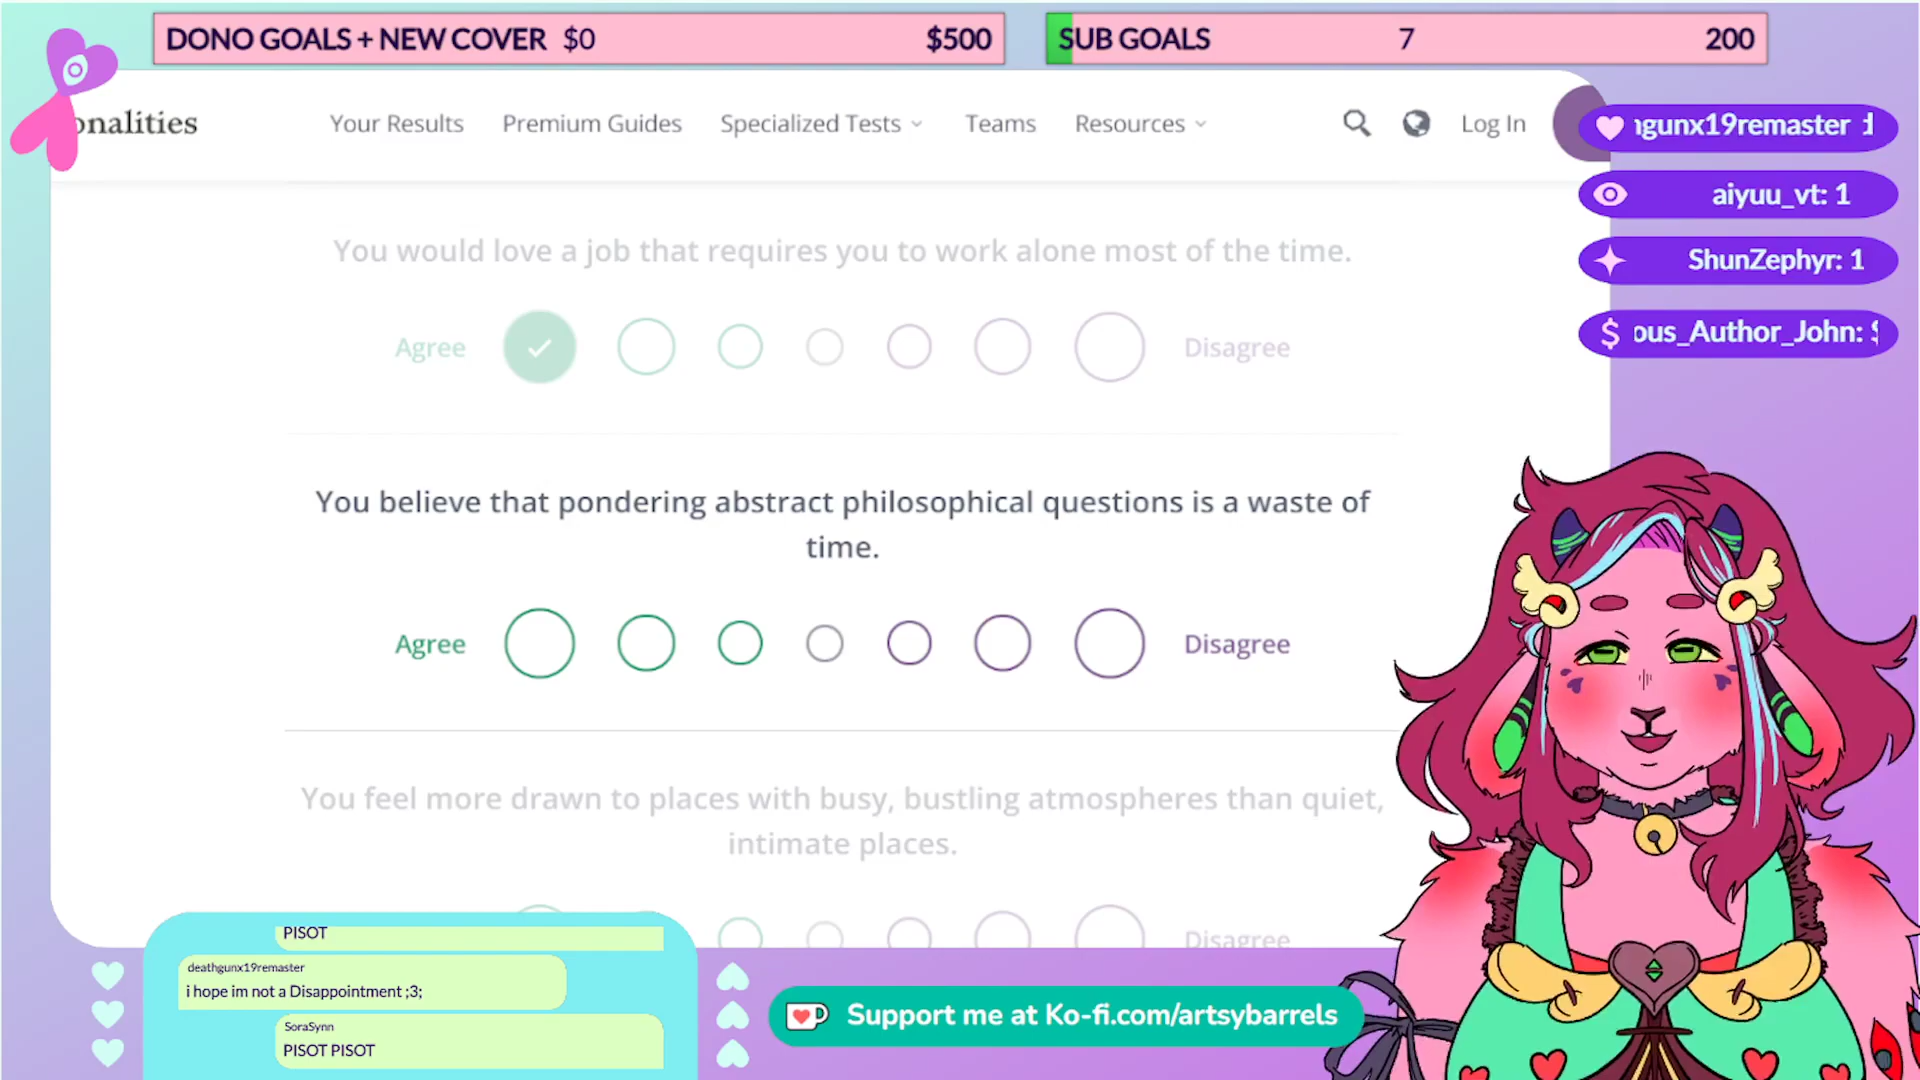 DONO GOALS + NEW COVER $0 $500
SUB GOALS 7 200
onalities Your Results Premium Guides Specialized Tests Teams Resources Log In
gunx19remaster
aiyuu_vt: 1
ShunZephyr: 1
ous_Author_John: $
You would love a job that requires you to work alone most of the time.
Agree Disagree
You believe that pondering abstract philosophical questions is a waste of
time.
Agree Disagree
You feel more drawn to places with busy, bustling atmospheres than quiet,
intimate places.
Disagree
PISOT
deathgunx19remaster
i hope im not a Disappointment ;3;
SoraSynn
PISOT PISOT
Support me at Ko-fi.com/artsybarrels